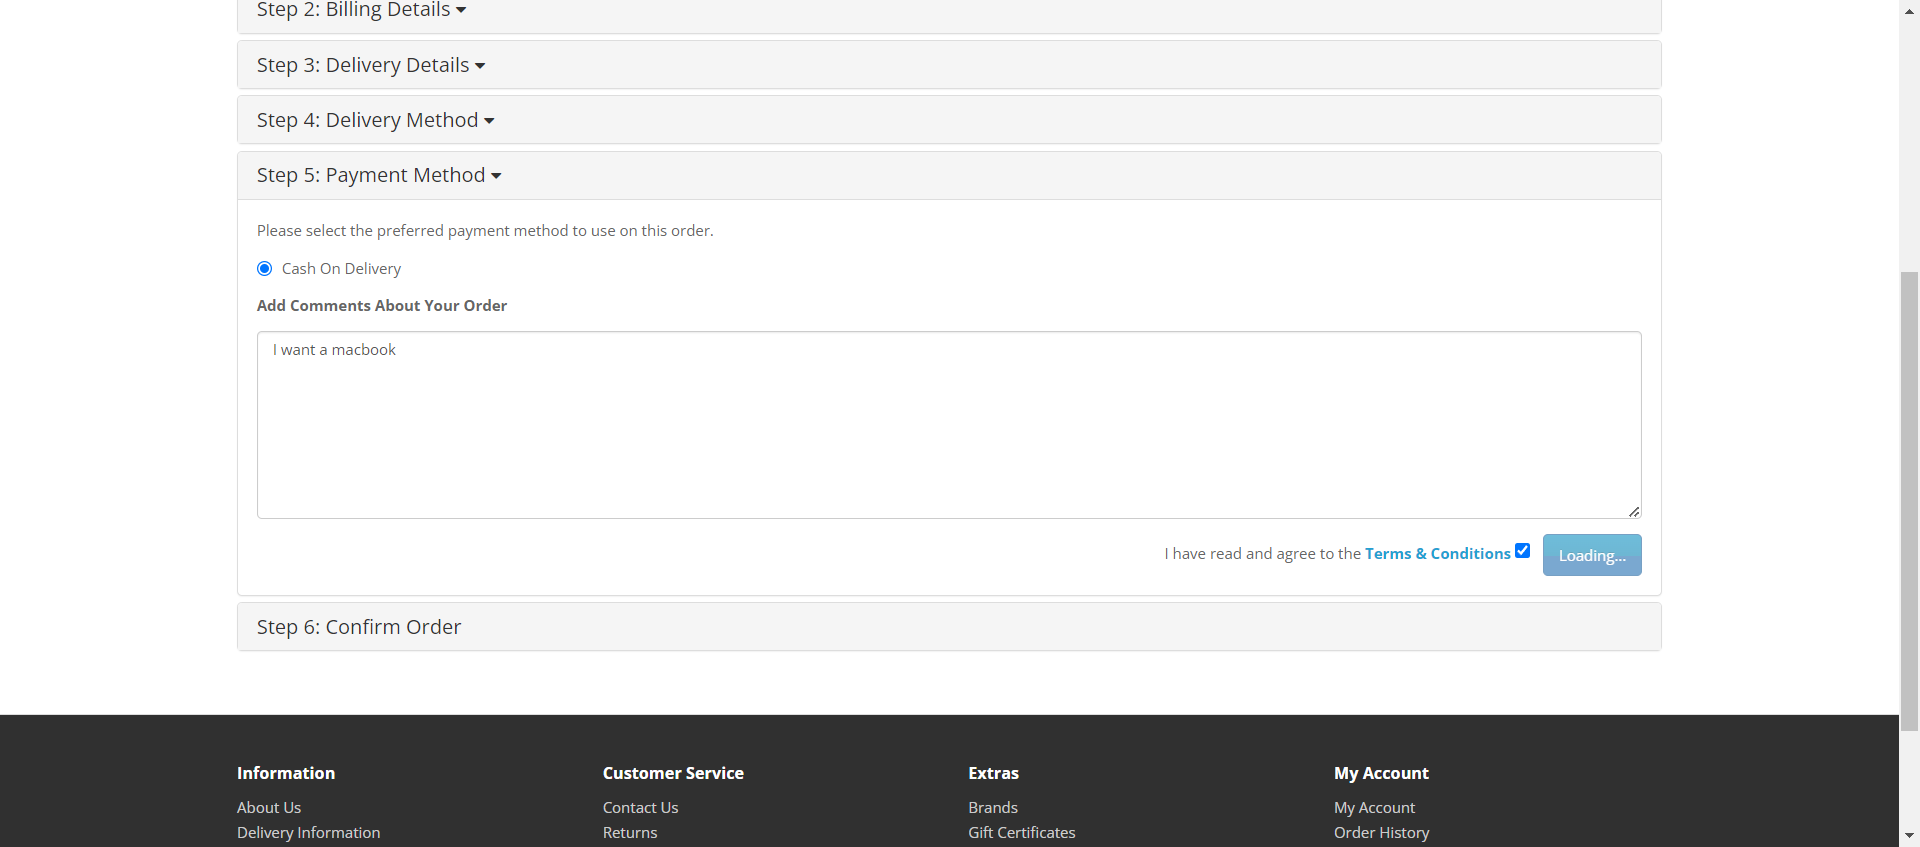 Step 2: Billing Details
Step 3: Delivery Details
Step 4: Delivery Method
Step 5: Payment Method
Please select the preferred payment method to use on this order.
Cash On Delivery
Add Comments About Your Order
I want a macbook
I have read and agree to the Terms & Conditions Loading...
Step 6: Confirm Order
Information Customer Service Extras My Account
About Us Contact Us Brands My Account
Delivery Information Returns Gift Certificates Order History